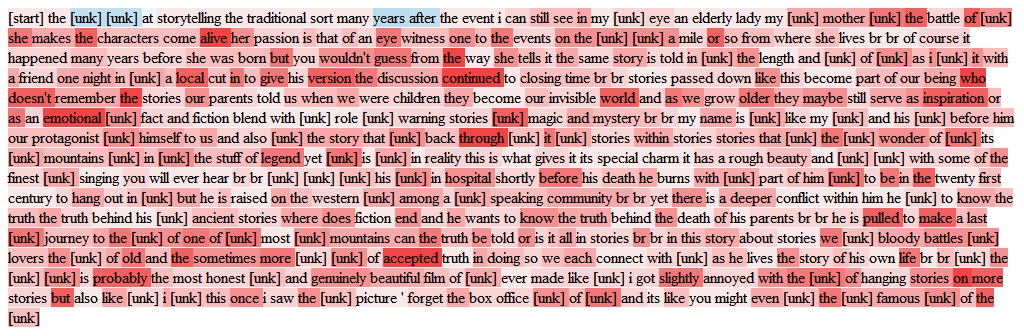 [start] the [unk] [unk] at storytelling the traditional sort many years after the event i can still see in my [unk] eye an elderly lady my [unk] mother [unk] the battle of [unk]
she makes the characters come alive her passion is that of an eye witness one to the events on the [unk] [unk] a mile or so from where she lives br br of course it
happened many years before she was born but you wouldn't guess from the way she tells it the same story is told in [unk] the length and [unk] of [unk] as i [unk] it with
a friend one night in [unk] a local cut in to give his version the discussion continued to closing time br br stories passed down like this become part of our being who
doesn't remember the stories our parents told us when we were children they become our invisible world and as we grow older they maybe still serve as inspiration or
as an emotional [unk] fact and fiction blend with [unk] role [unk] warning stories [unk] magic and mystery br br my name is [unk] like my [unk] and his [unk] before him
our protagonist [unk] himself to us and also [unk] the story that [unk] back through [unk] it [unk] stories within stories stories that [unk] the [unk] wonder of [unk] its
[unk] mountains [unk] in [unk] the stuff of legend yet [unk] is [unk] in reality this is what gives it its special charm it has a rough beauty and [unk] [unk] with some of the
finest [unk] singing you will ever hear br br [unk] [unk] [unk] his [unk] in hospital shortly before his death he burns with [unk] part of him [unk] to be in the twenty first
century to hang out in [unk] but he is raised on the western [unk] among a [unk] speaking community br br yet there is a deeper conflict within him he [unk] to know the
truth the truth behind his [unk] ancient stories where does fiction end and he wants to know the truth behind the death of his parents br br he is pulled to make a last
[unk] journey to the [unk] of one of [unk] most [unk] mountains can the truth be told or is it all in stories br br in this story about stories we [unk] bloody battles [unk]
lovers the [unk] of old and the sometimes more [unk] [unk] of accepted truth in doing so we each connect with [unk] as he lives the story of his own life br br [unk] the
[unk] [unk] is probably the most honest [unk] and genuinely beautiful film of [unk] ever made like [unk] i got slightly annoyed with the [unk] of hanging stories on more
stories but also like [unk] i [unk] this once i saw the [unk] picture ' forget the box office [unk] of [unk] and its like you might even [unk] the [unk] famous [unk] of the
[unk]